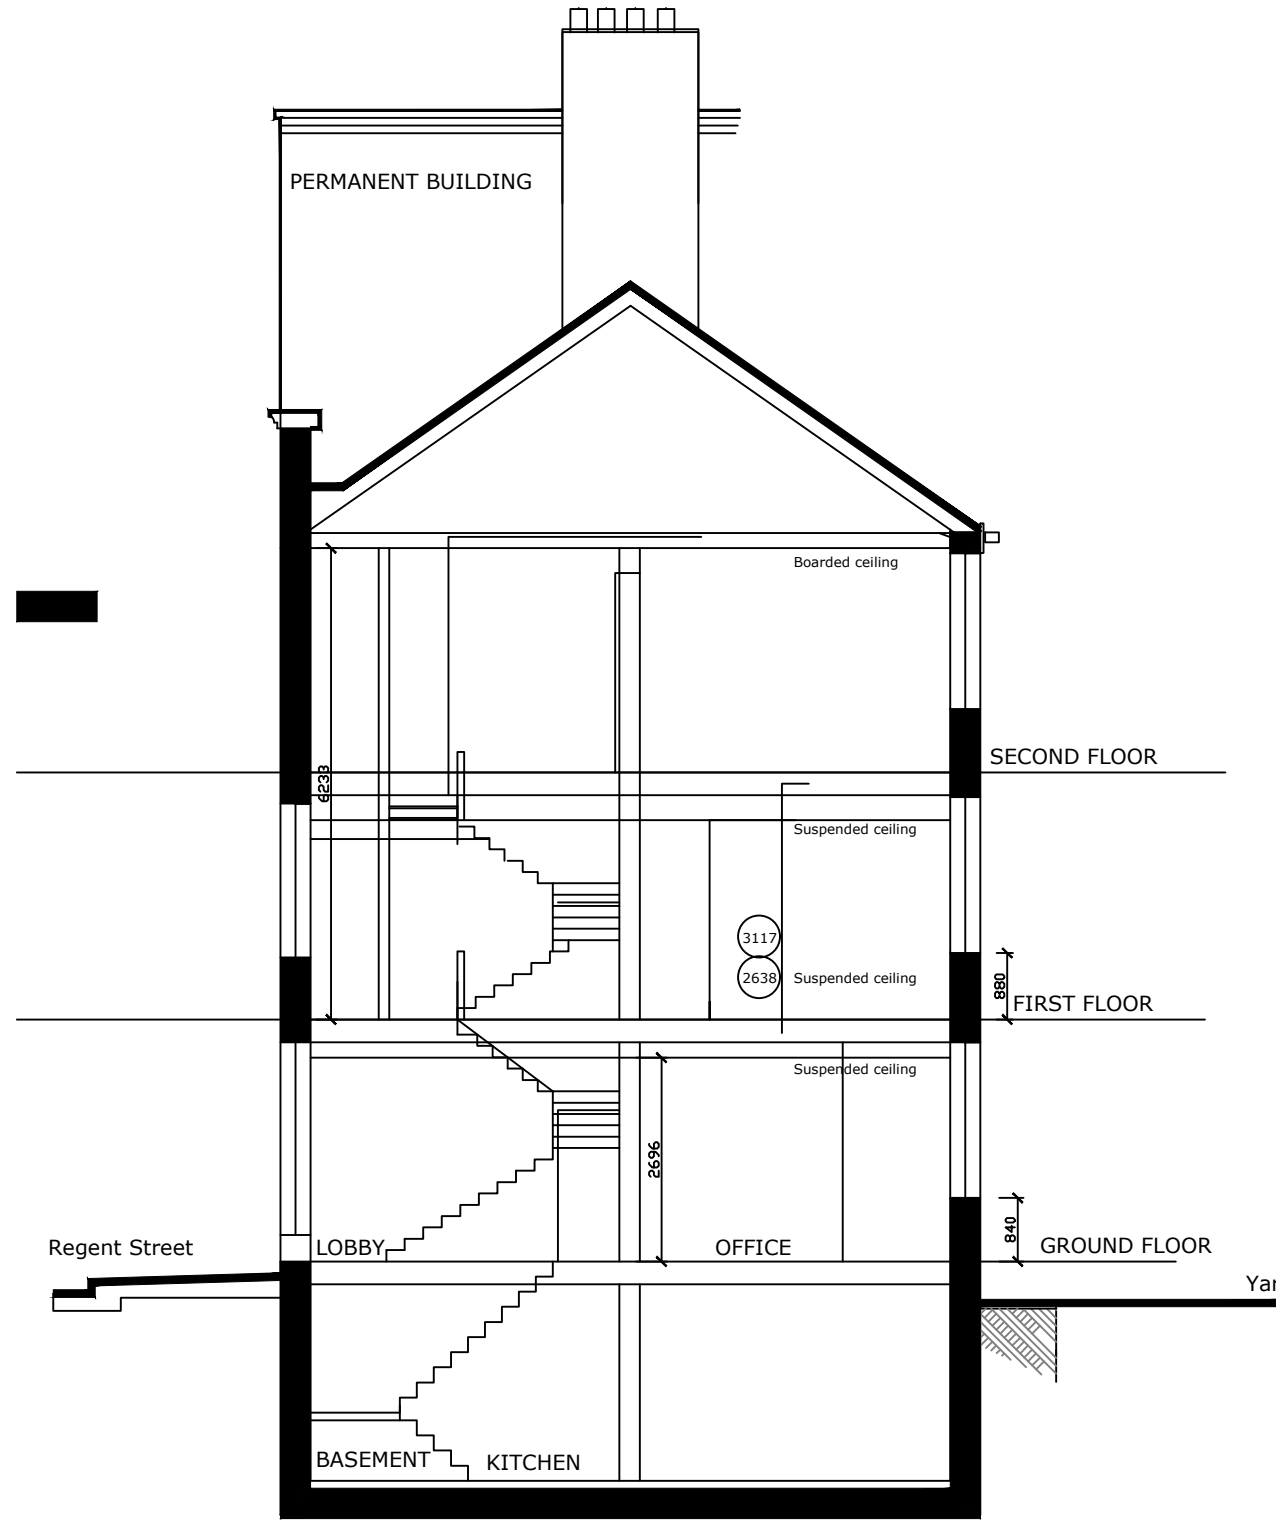 PERMANENT BUILDING
Boarded ceiling
SECOND FLOOR
6233
Suspended ceiling
3117
2638
Suspended ceiling
880
FIRST FLOOR
Suspended ceiling
2696
840
Regent Street
LOBBY
OFFICE
GROUND FLOOR
Yar
BASEMENT
KITCHEN